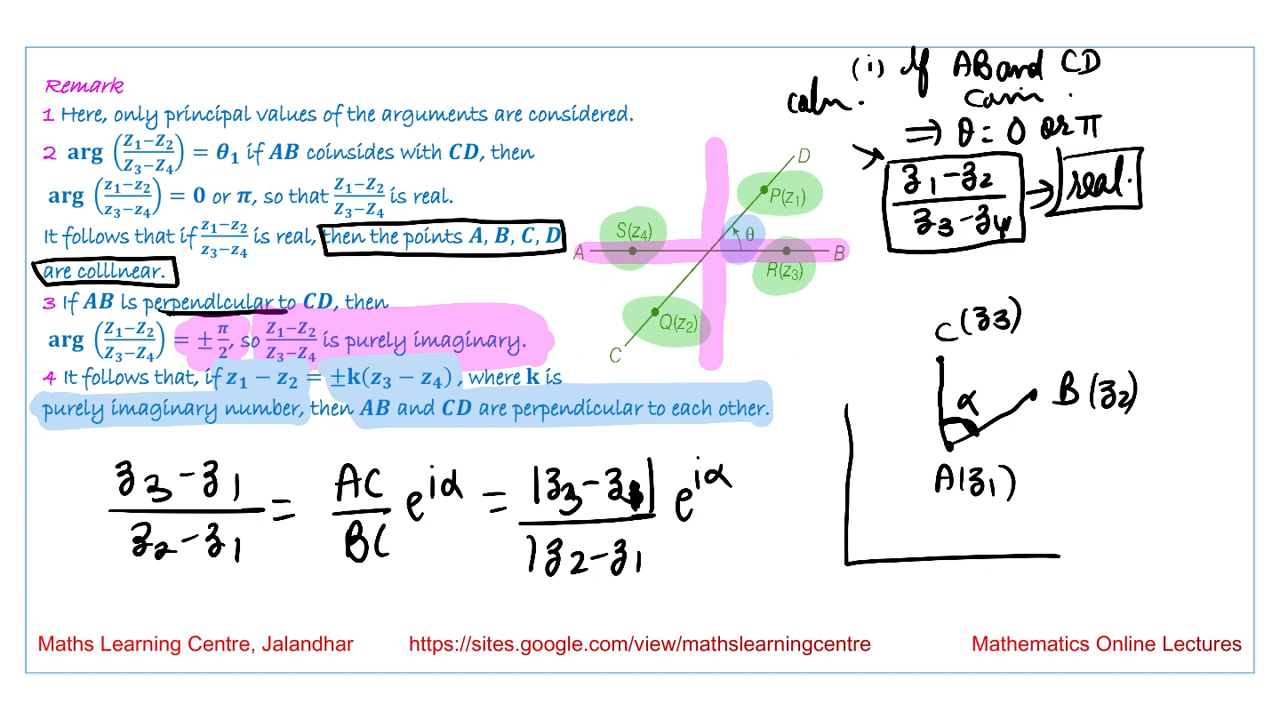 Remark
1 Here, only principal values of the arguments are considered.
2 arg (z₁−z₂/z₃−z₄) = θ₁ if AB coinsides with CD, then
arg (z₁−z₂/z₃−z₄) = 0 or π, so that z₁−z₂/z₃−z₄ is real.
It follows that if z₁−z₂/z₃−z₄ is real, then the points A, B, C, D
are collinear.
3 If AB is perpendicular to CD, then
arg (z₁−z₂/z₃−z₄) = ± π/2, so z₁−z₂/z₃−z₄ is purely imaginary.
4 It follows that, if z₁ − z₂ = ±k(z₃ − z₄), where k is
purely imaginary number, then AB and CD are perpendicular to each other.
D
P(z₁)
S(z₄)
θ
A
B
R(z₃)
Q(z₂)
C
(i) If AB and CD
coin.
⇒ θ = 0 or π
z₁−z₂/z₃−z₄ → real.
C(z₃)
α
B(z₂)
A(z₁)
z₃−z₁/z₂−z₁ = AC/BC e^iα = |z₃−z₁|/|z₂−z₁ e^iα
Maths Learning Centre, Jalandhar
https://sites.google.com/view/mathslearningcentre
Mathematics Online Lectures